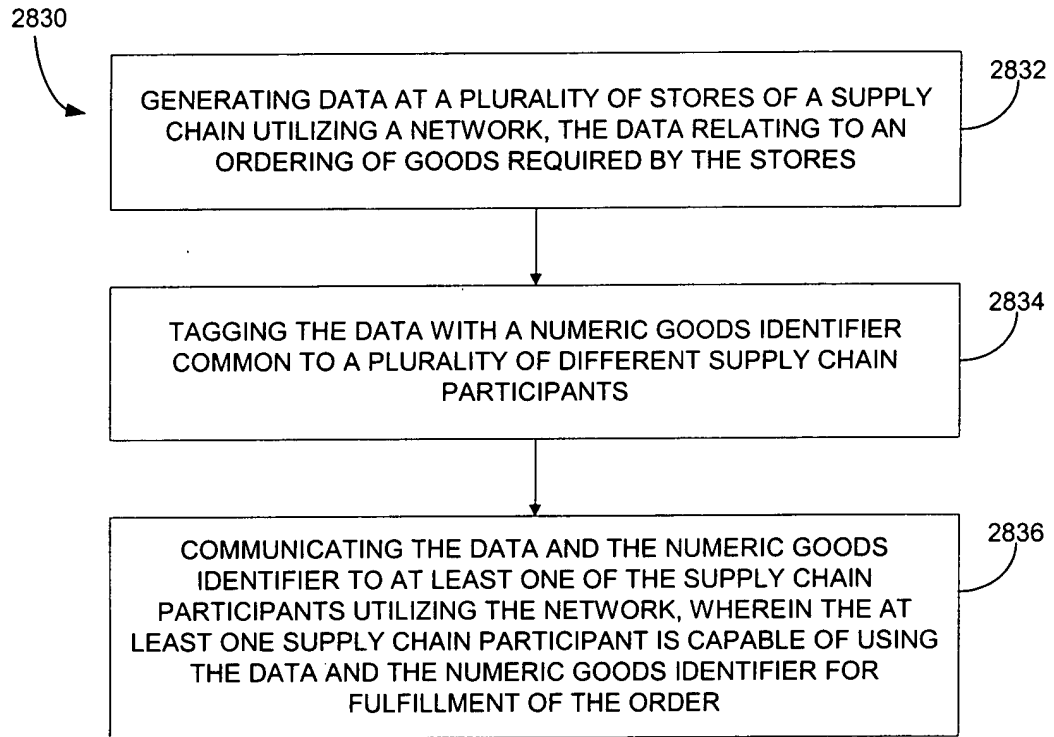 2830
2832
GENERATING DATA AT A PLURALITY OF STORES OF A SUPPLY
CHAIN UTILIZING A NETWORK, THE DATA RELATING TO AN
ORDERING OF GOODS REQUIRED BY THE STORES
2834
TAGGING THE DATA WITH A NUMERIC GOODS IDENTIFIER
COMMON TO A PLURALITY OF DIFFERENT SUPPLY CHAIN
PARTICIPANTS
2836
COMMUNICATING THE DATA AND THE NUMERIC GOODS
IDENTIFIER TO AT LEAST ONE OF THE SUPPLY CHAIN
PARTICIPANTS UTILIZING THE NETWORK, WHEREIN THE AT
LEAST ONE SUPPLY CHAIN PARTICIPANT IS CAPABLE OF USING
THE DATA AND THE NUMERIC GOODS IDENTIFIER FOR
FULFILLMENT OF THE ORDER